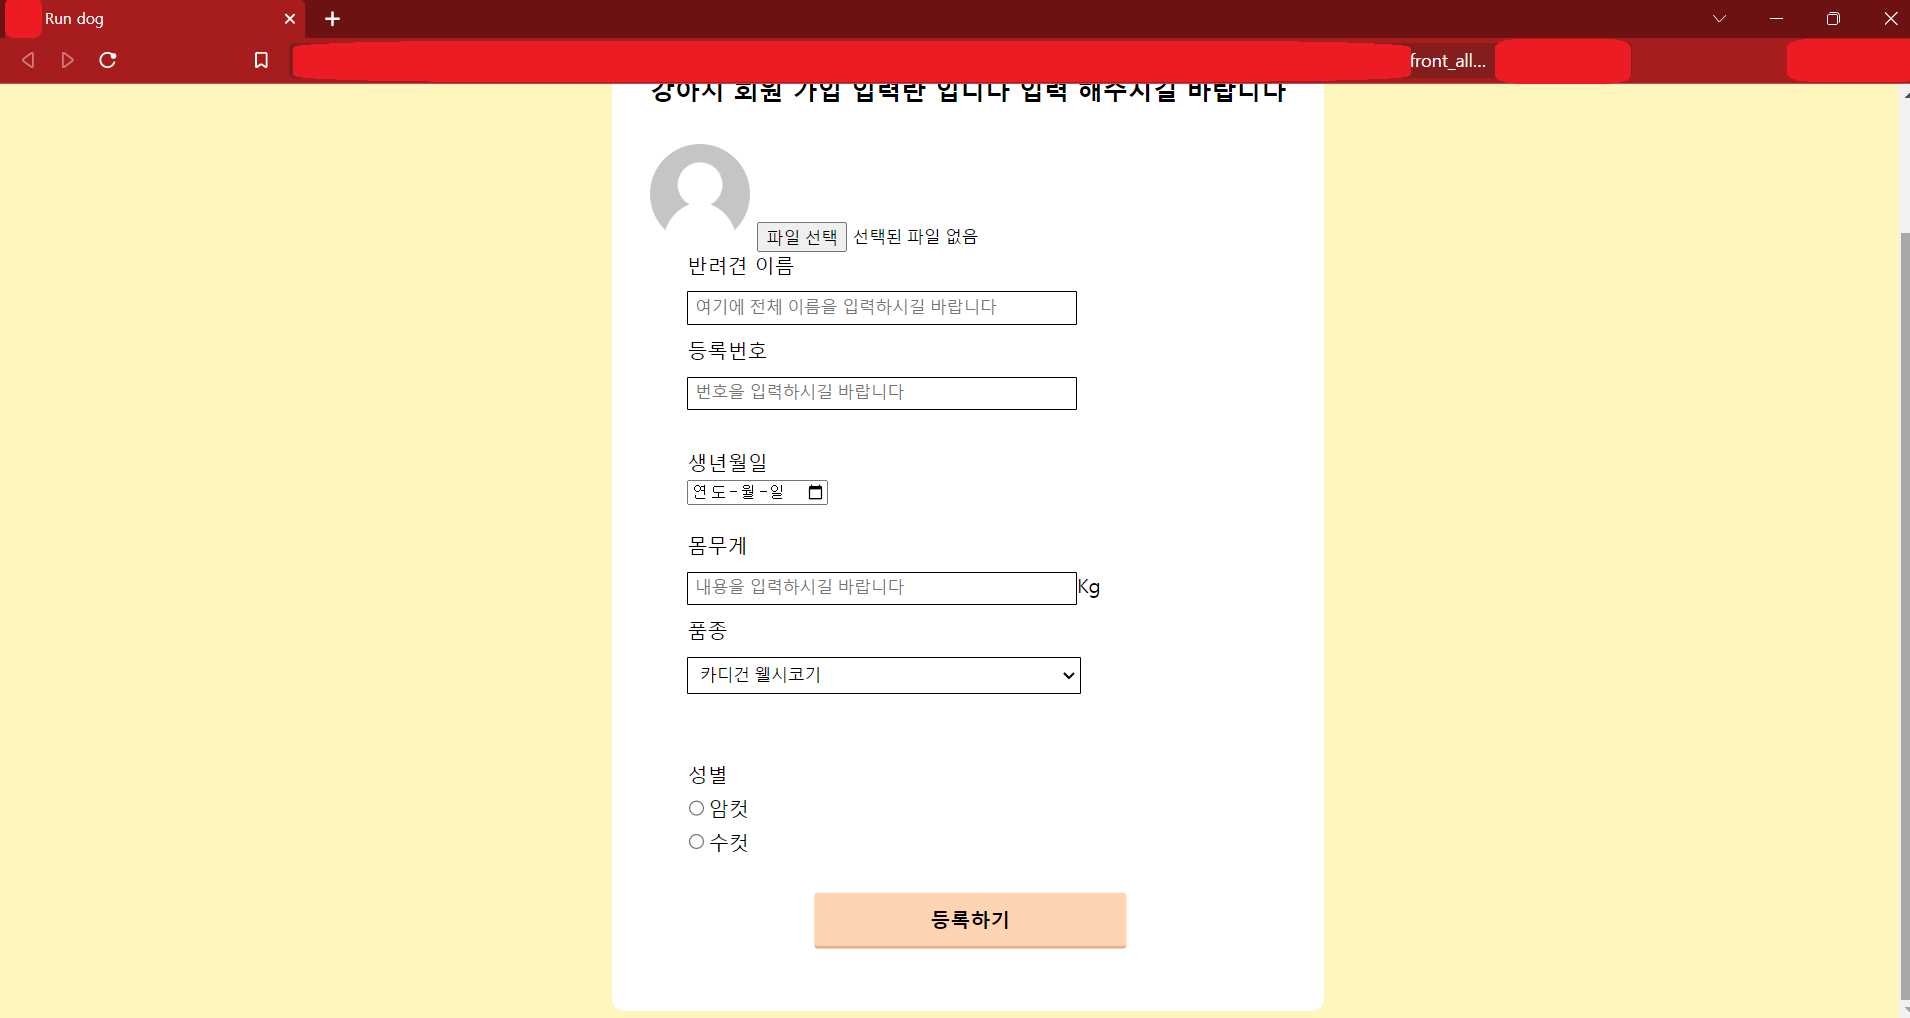 Run dog
front_all...
강아지 회원 가입 입력란 입니다 입력 해주시길 바랍니다
파일 선택 선택된 파일 없음
반려견 이름
여기에 전체 이름을 입력하시길 바랍니다
등록번호
번호을 입력하시길 바랍니다
생년월일
연도-월-일
몸무게
내용을 입력하시길 바랍니다 Kg
품종
카디건 웰시코기
성별
암컷
수컷
등록하기